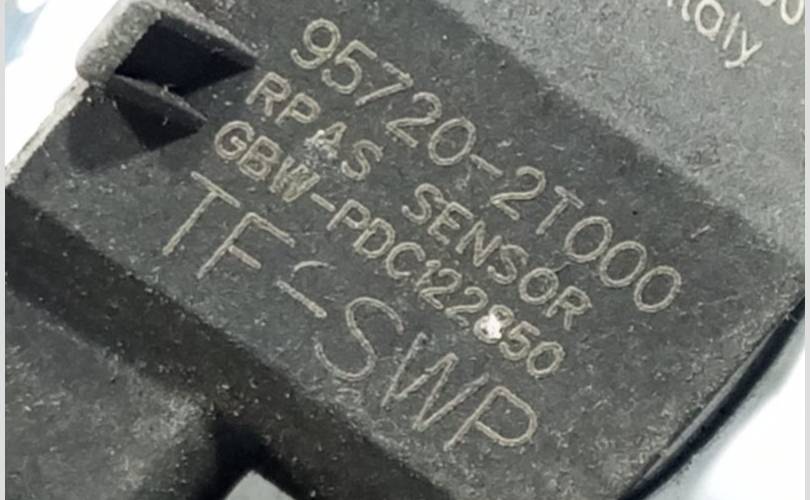 95720-2T000
RPAS SENSOR
GBW-PDC122850
TF-SWP